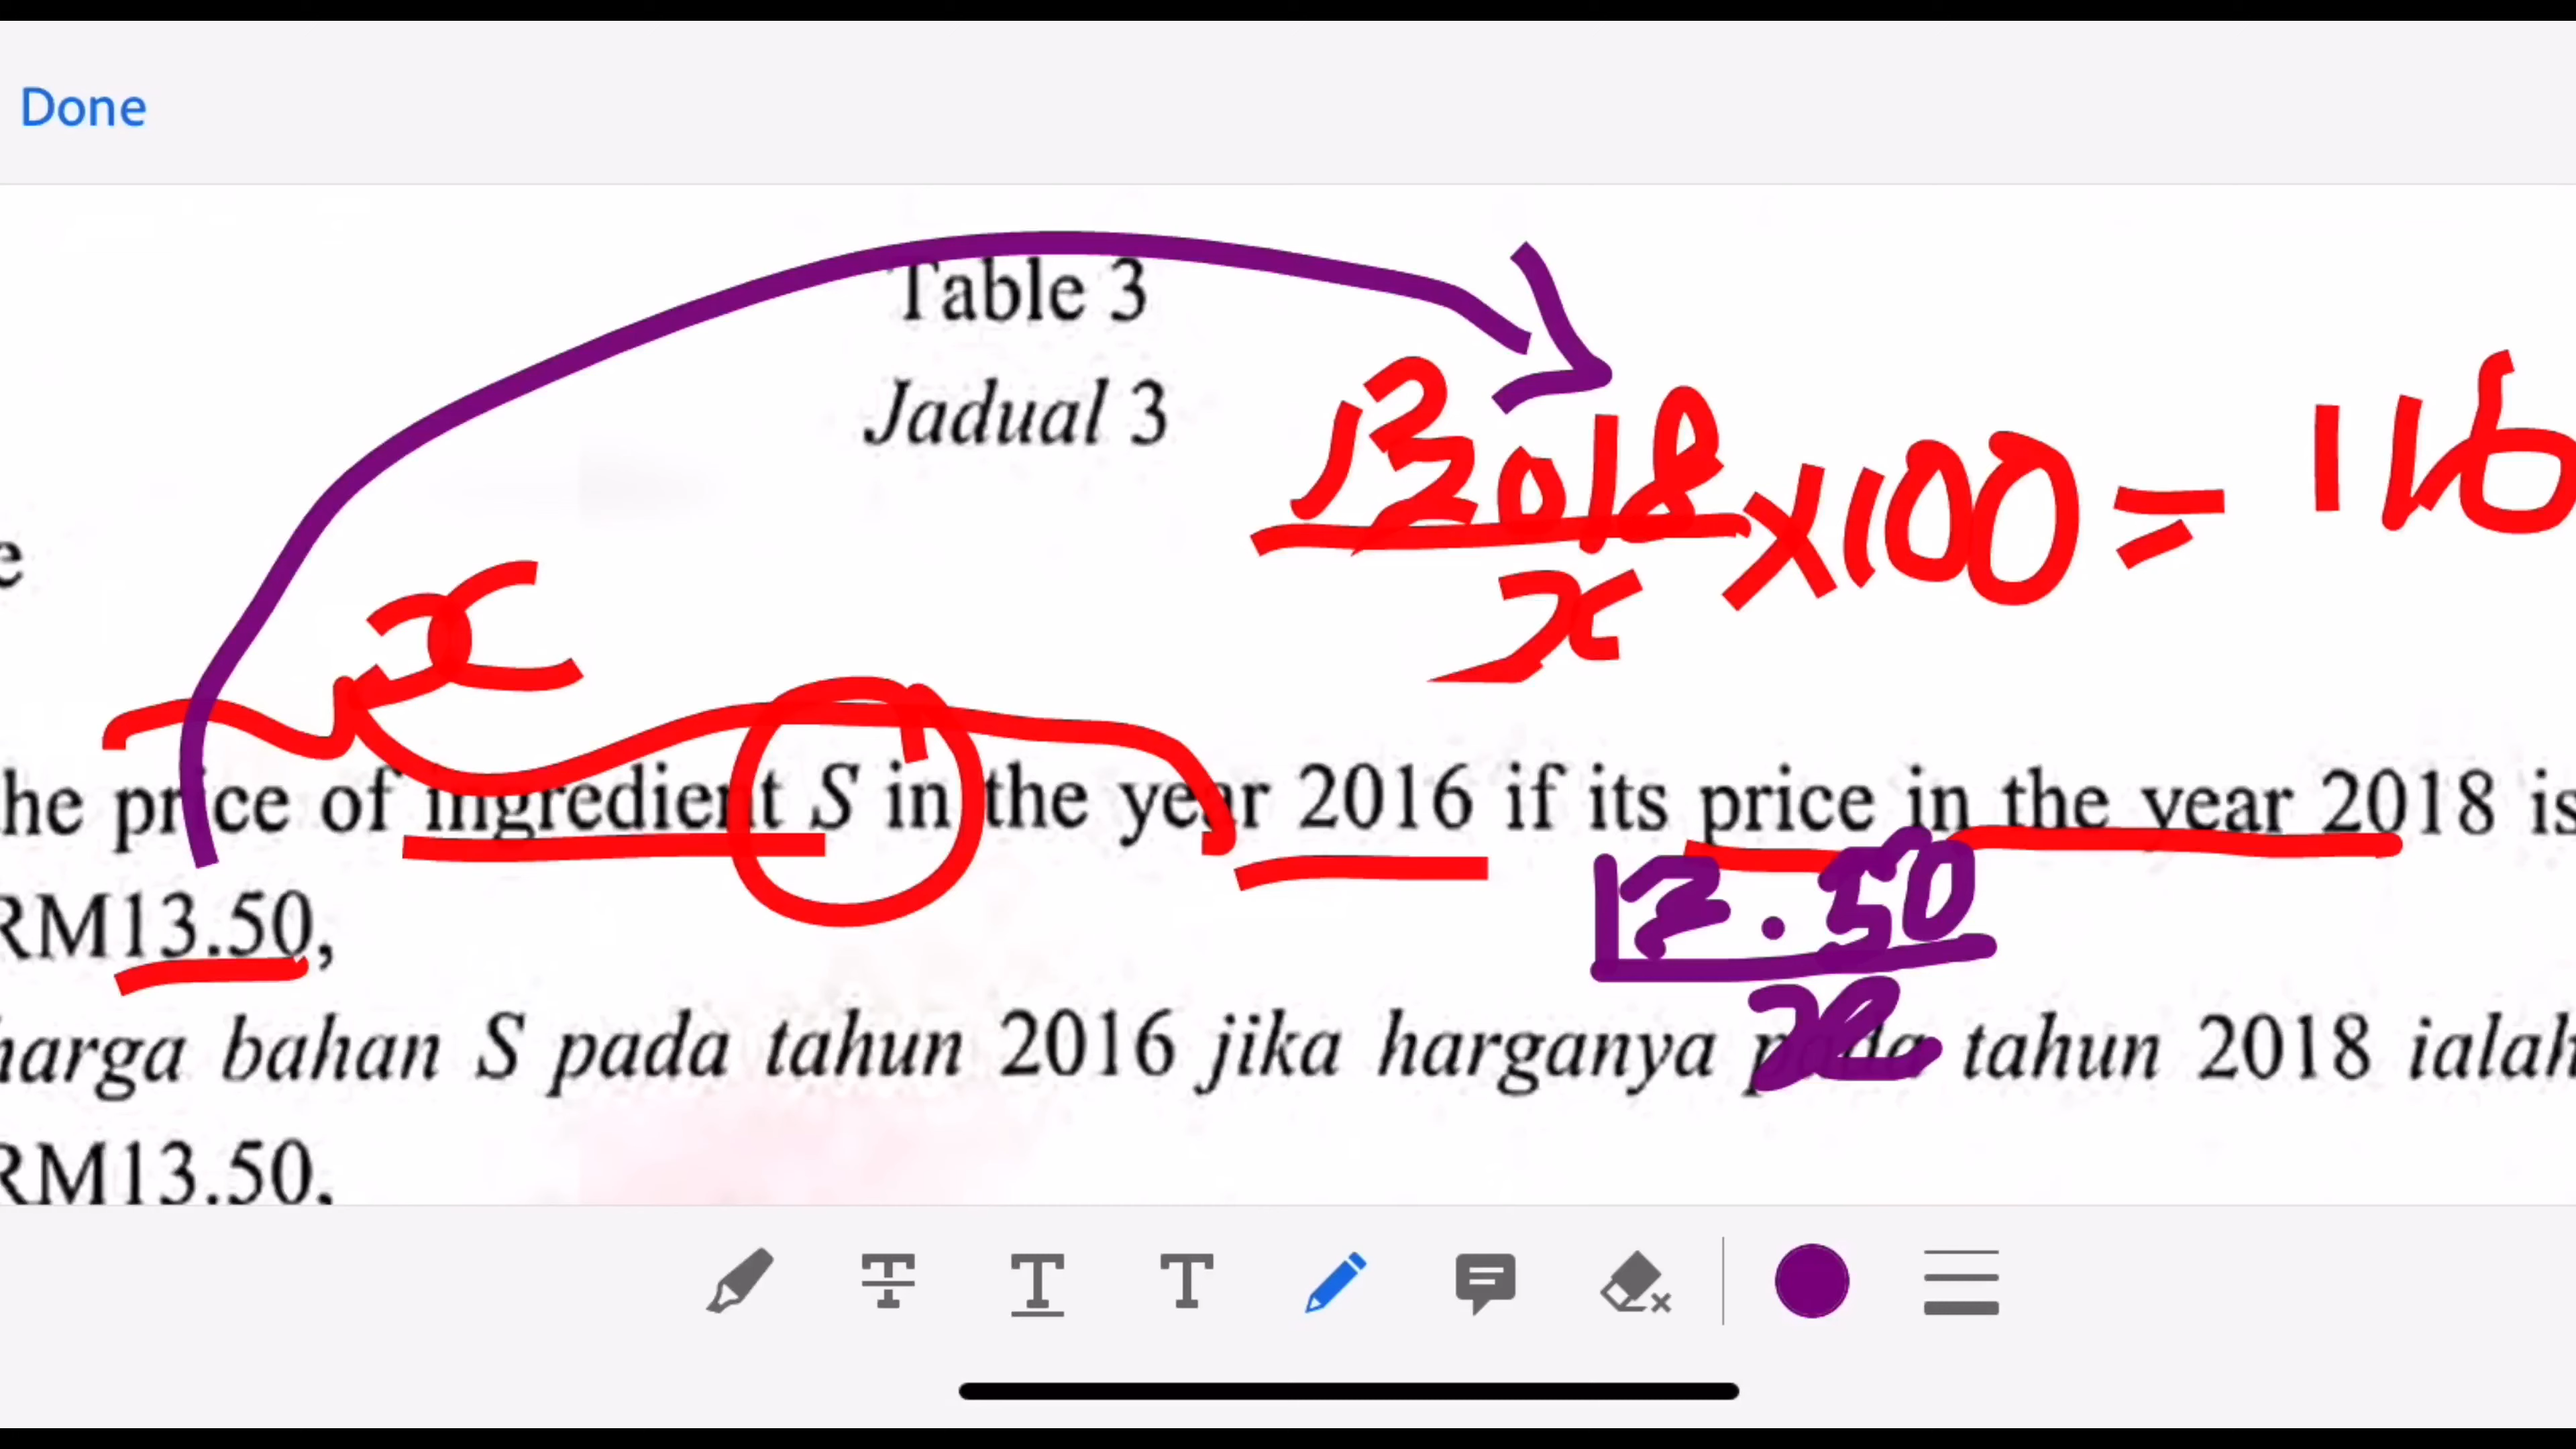 Done
Table 3
Jadual 3
P2018
x
×100 = 116
e
x
he price of ingredient S in the year 2016 if its price in the year 2018 is
RM13.50,
13.50
x
harga bahan S pada tahun 2016 jika harganya pada tahun 2018 ialah
RM13.50,